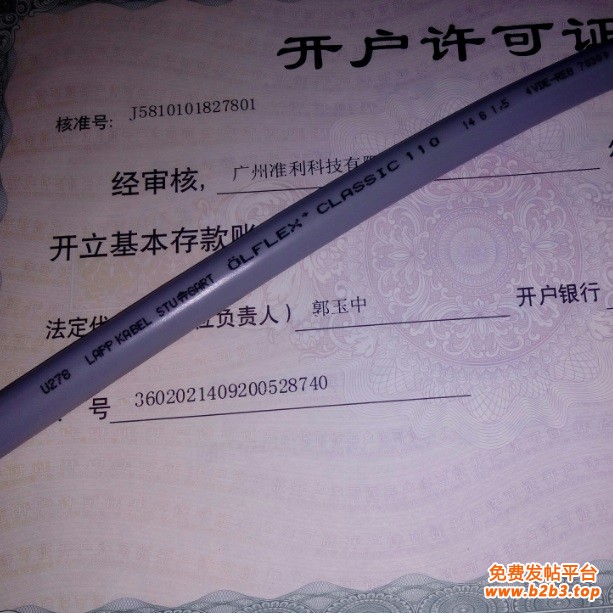 开户许可证
核准号: J5810101827801
经审核, 广州准利科技有限
开立基本存款账
法定代 位负责人) 郭玉中 开户银行
号 3602021409200528740
U276 LAPP KABEL STUTTGART ÖLFLEX® CLASSIC 110
免费发帖平台
www.b2b3.top